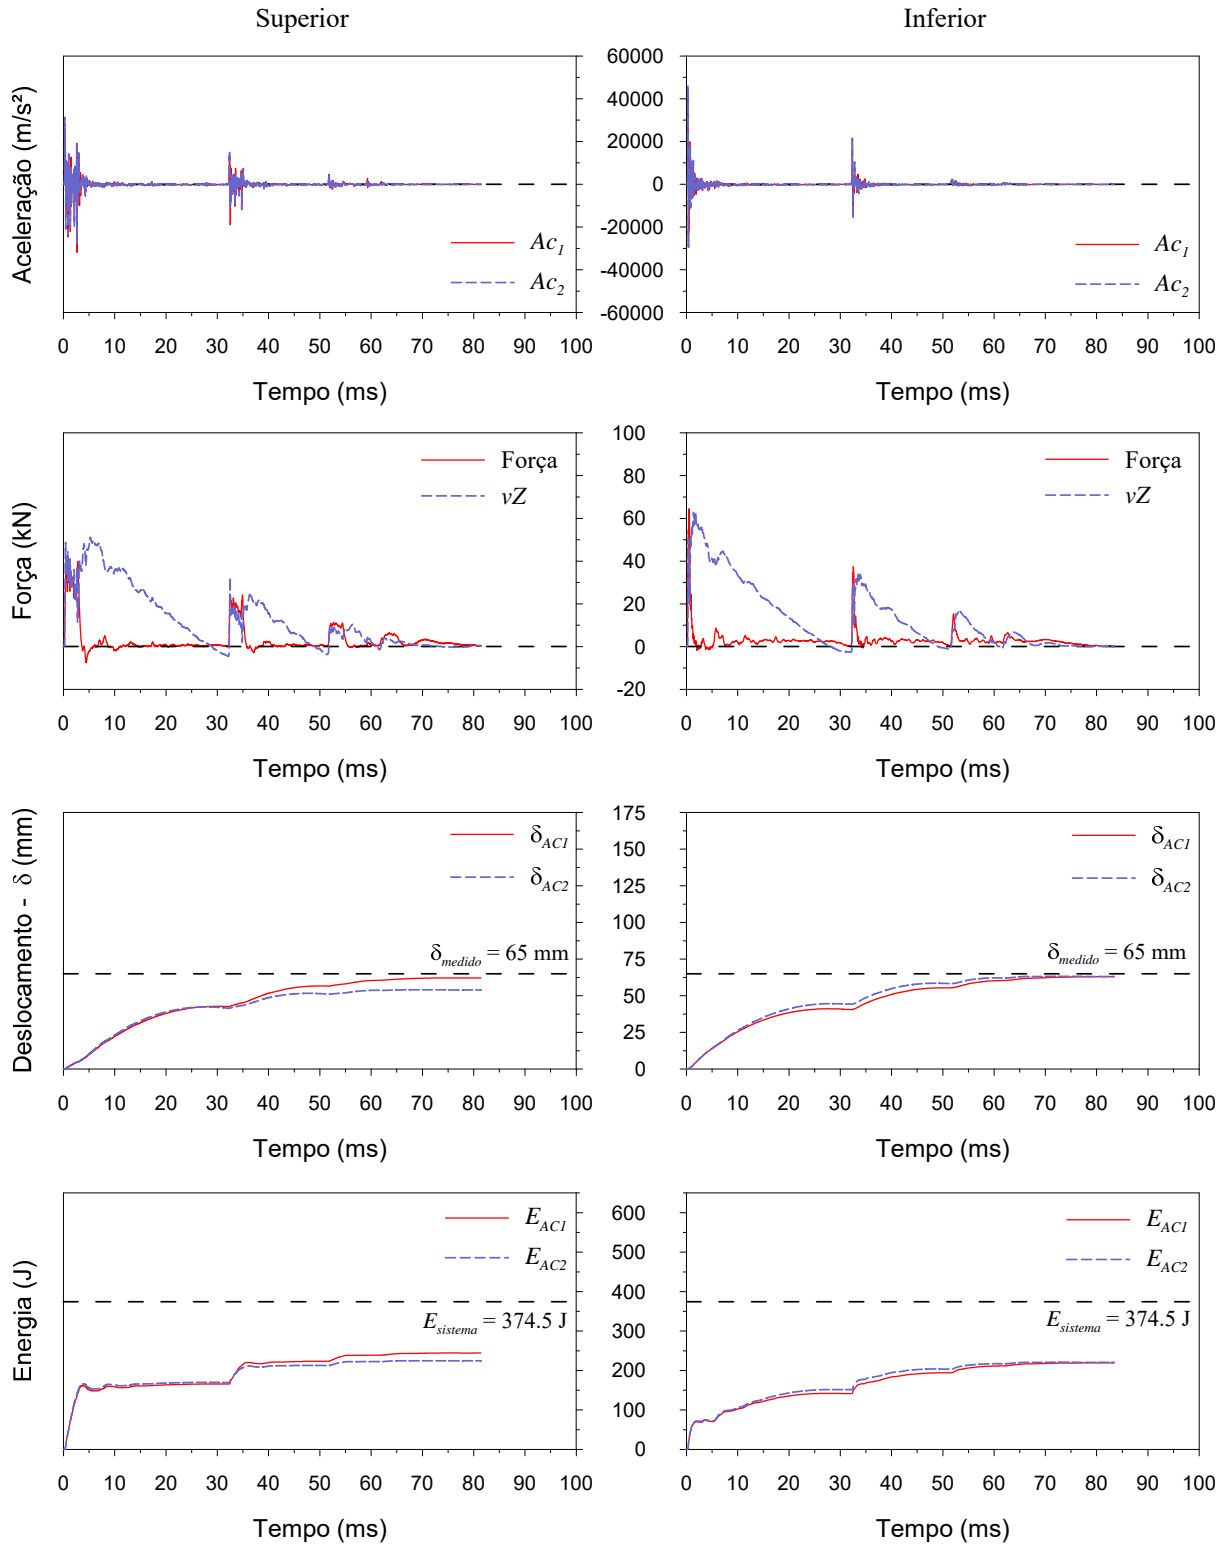 Superior
Inferior
Aceleração (m/s²)
60000
40000
20000
0
-20000
-40000
-60000
Ac1
Ac2
Ac1
Ac2
0 10 20 30 40 50 60 70 80 90 100
0 10 20 30 40 50 60 70 80 90 100
Tempo (ms)
Tempo (ms)
Força (kN)
100
80
60
40
20
0
-20
Força
vZ
Força
vZ
0 10 20 30 40 50 60 70 80 90 100
0 10 20 30 40 50 60 70 80 90 100
Tempo (ms)
Tempo (ms)
Deslocamento - δ (mm)
175
150
125
100
75
50
25
0
δAC1
δAC2
δmedido = 65 mm
δAC1
δAC2
δmedido = 65 mm
0 10 20 30 40 50 60 70 80 90 100
0 10 20 30 40 50 60 70 80 90 100
Tempo (ms)
Tempo (ms)
Energia (J)
600
500
400
300
200
100
0
EAC1
EAC2
Esistema = 374.5 J
EAC1
EAC2
Esistema = 374.5 J
0 10 20 30 40 50 60 70 80 90 100
0 10 20 30 40 50 60 70 80 90 100
Tempo (ms)
Tempo (ms)